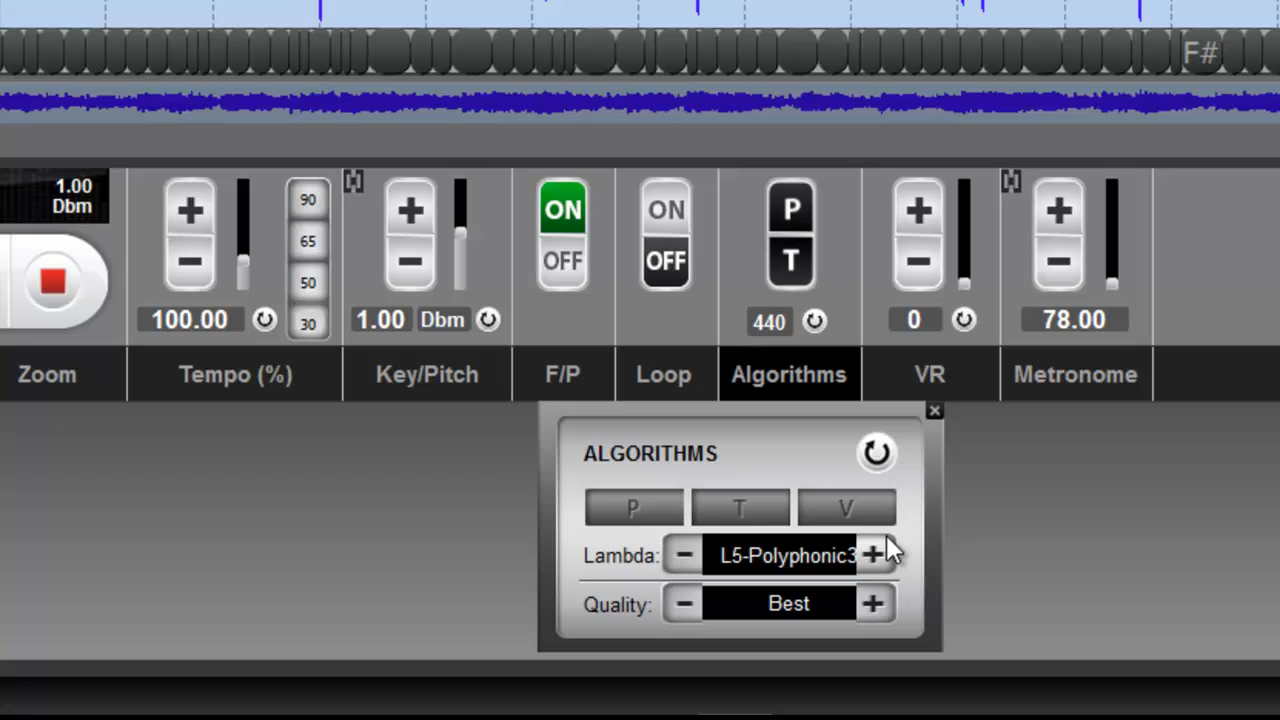 F#
1.00
Dbm
+
−
100.00
90
65
50
30
+
−
1.00 Dbm
ON
OFF
ON
OFF
P
T
440
+
−
0
+
−
78.00
Zoom
Tempo (%)
Key/Pitch
F/P
Loop
Algorithms
VR
Metronome
ALGORITHMS
P T V
Lambda: − L5-Polyphonic3 +
Quality: − Best +